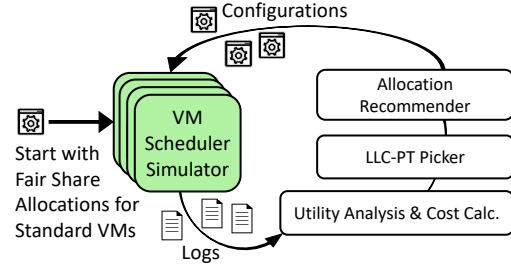 Configurations
VM
Scheduler
Simulator
Start with
Fair Share
Allocations for
Standard VMs
Allocation
Recommender
LLC-PT Picker
Utility Analysis & Cost Calc.
Logs